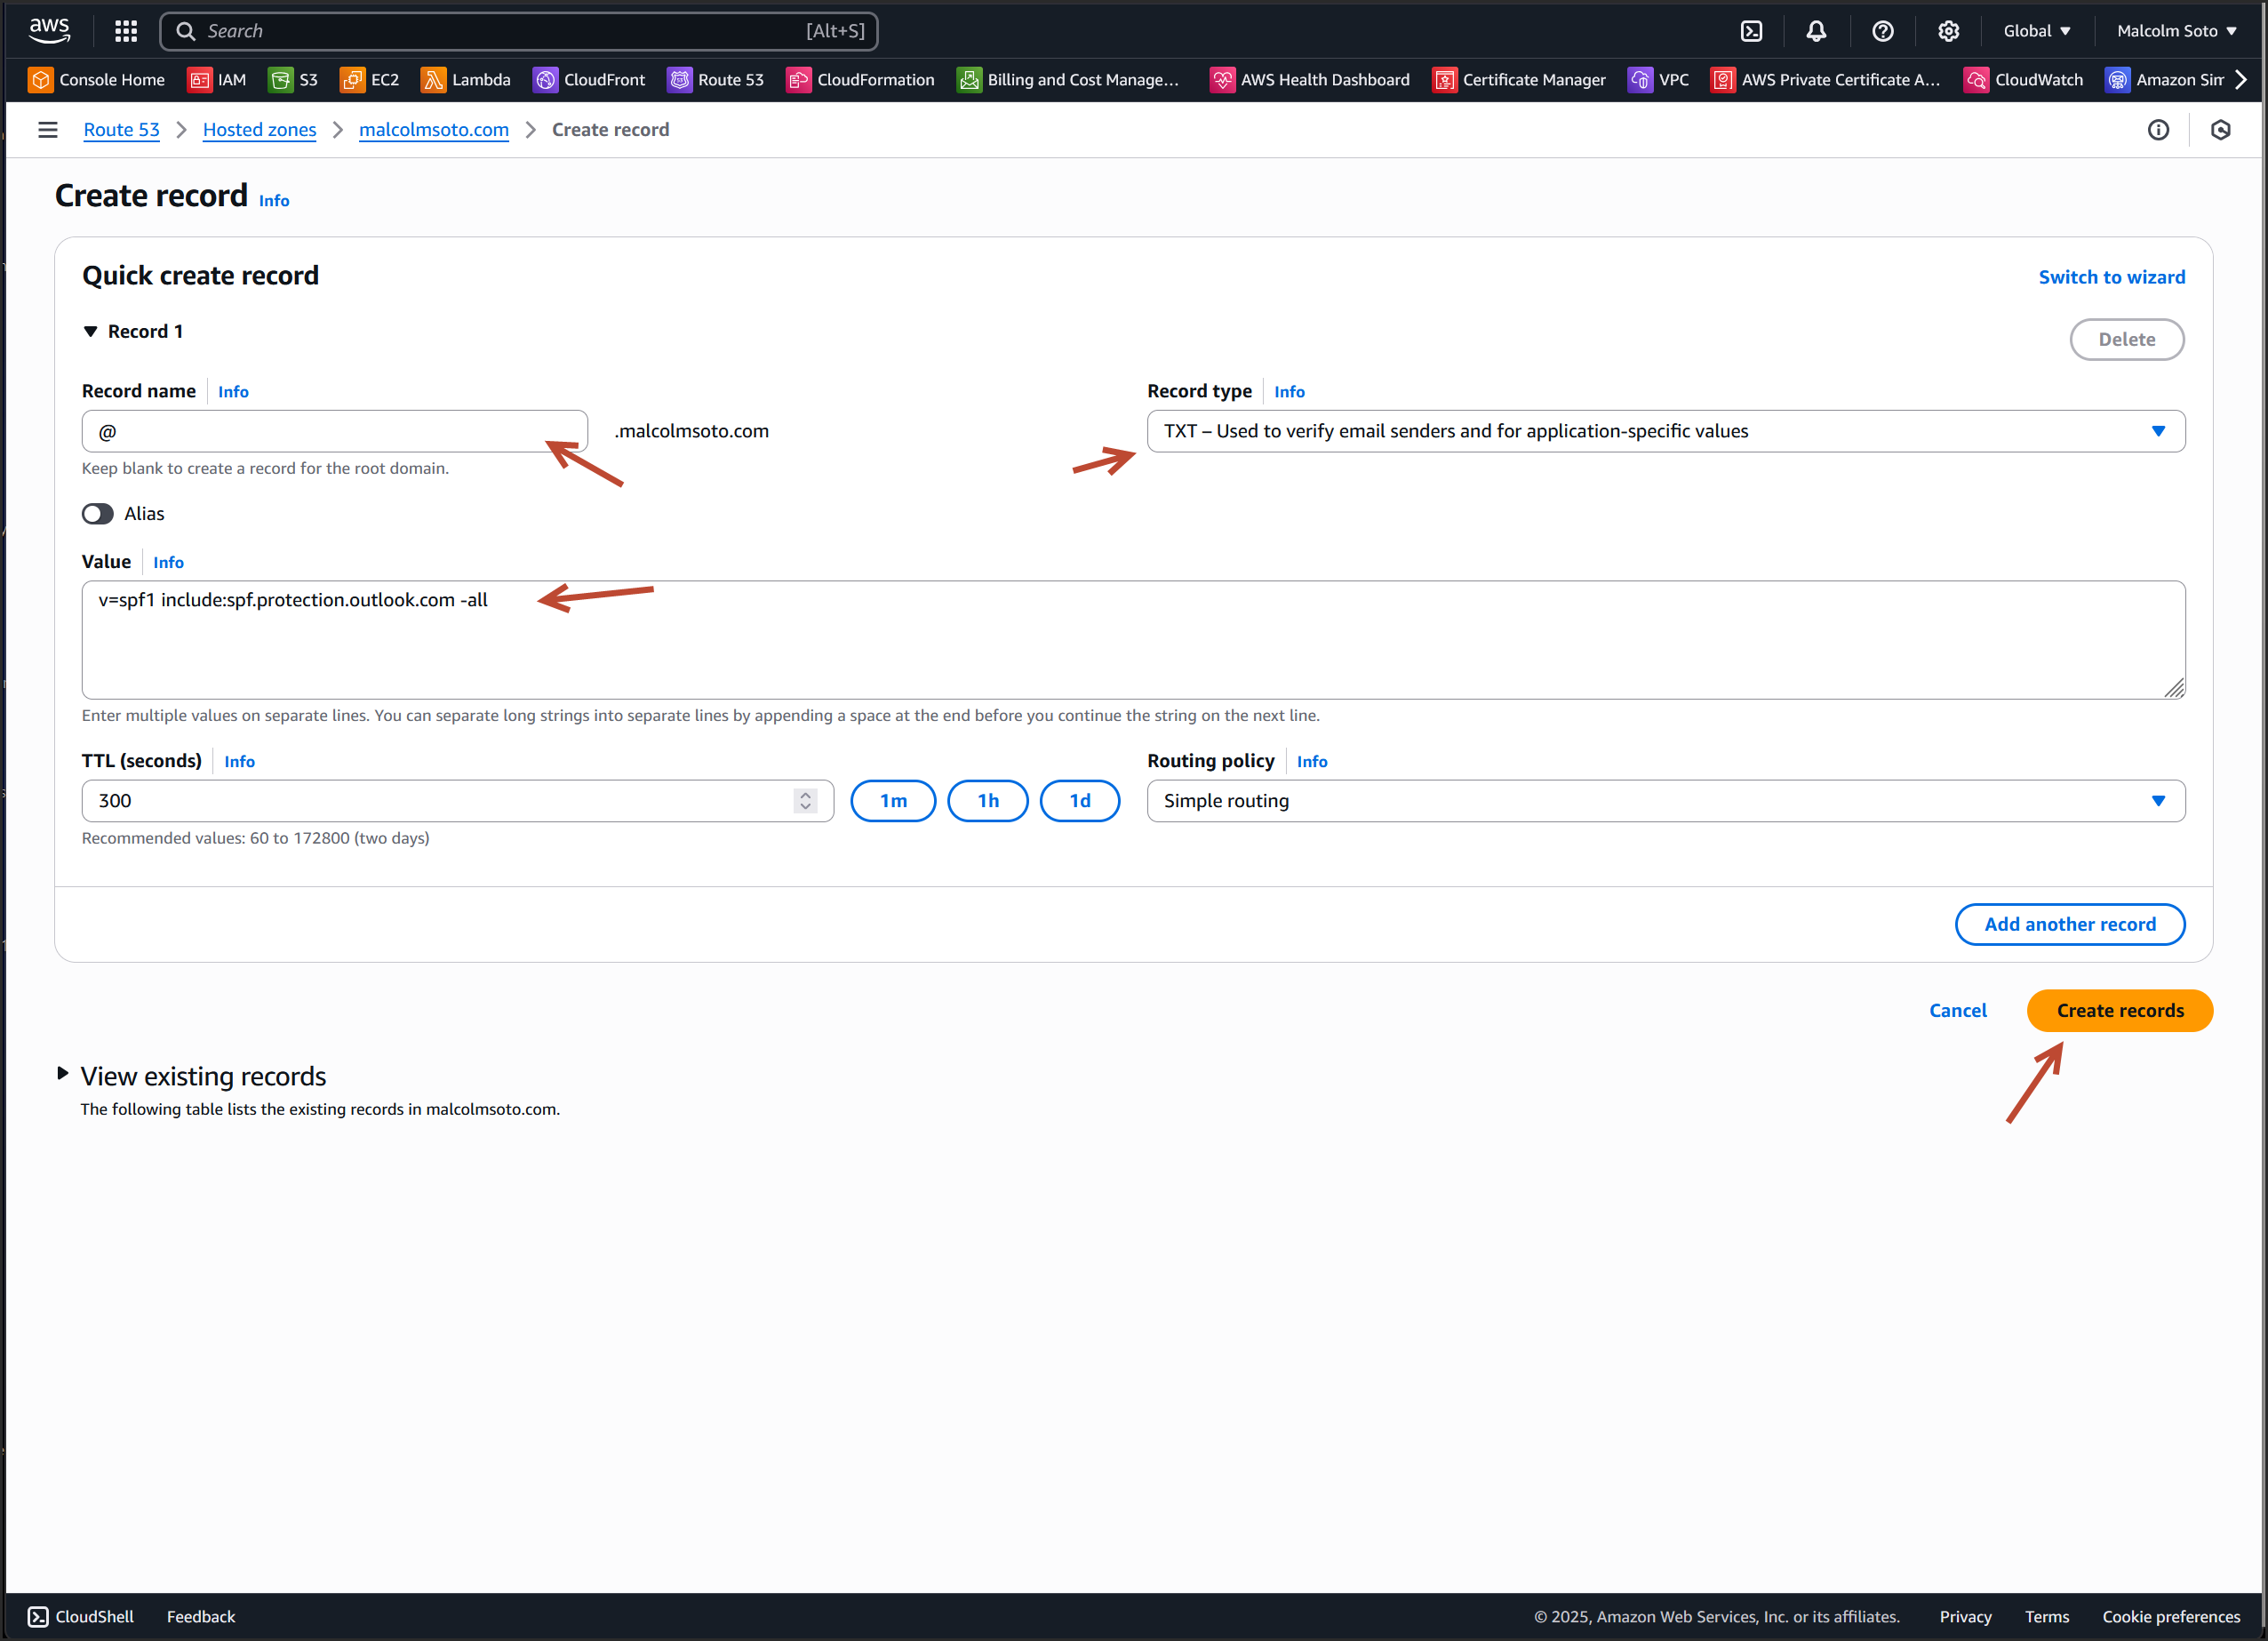 aws Search [Alt+S] Global Malcolm Soto
Console Home IAM S3 EC2 Lambda CloudFront Route 53 CloudFormation Billing and Cost Manage... AWS Health Dashboard Certificate Manager VPC AWS Private Certificate A... CloudWatch Amazon Sim
Route 53 Hosted zones malcolmsoto.com Create record
Create record Info
Quick create record Switch to wizard
Record 1 Delete
Record name Info Record type Info
@ .malcolmsoto.com TXT – Used to verify email senders and for application-specific values
Keep blank to create a record for the root domain.
Alias
Value Info
v=spf1 include:spf.protection.outlook.com -all
Enter multiple values on separate lines. You can separate long strings into separate lines by appending a space at the end before you continue the string on the next line.
TTL (seconds) Info Routing policy Info
300 1m 1h 1d Simple routing
Recommended values: 60 to 172800 (two days)
Add another record
Cancel Create records
View existing records
The following table lists the existing records in malcolmsoto.com.
CloudShell Feedback © 2025, Amazon Web Services, Inc. or its affiliates. Privacy Terms Cookie preferences